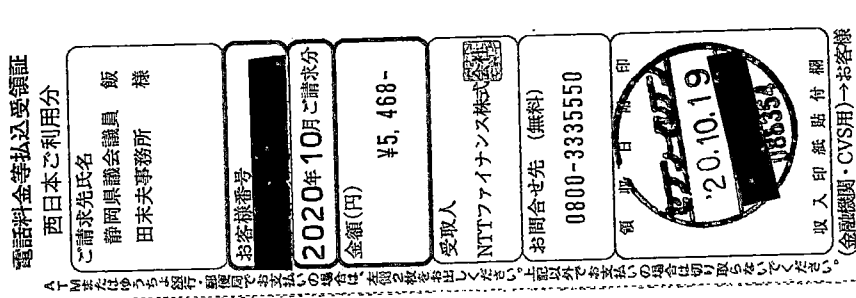 電話料金等払込受領証
西日本ご利用分
ご請求先氏名
静岡県議会議員　飯
田末夫事務所　様
お客様番号
2020年10月ご請求分
金額(円)
¥5,468-
受取人
NTTファイナンス株式会社
お問合せ先　(無料)
0800-3335550
領収日附印
'20.10.19
086354
収入印紙貼付欄
(金融機関・CVS用)→お客様
ATMまたはゆうちょ銀行・郵便局でお支払いの場合は、左側2枚をお出しください。上記以外でお支払いの場合は切り取らないでください。